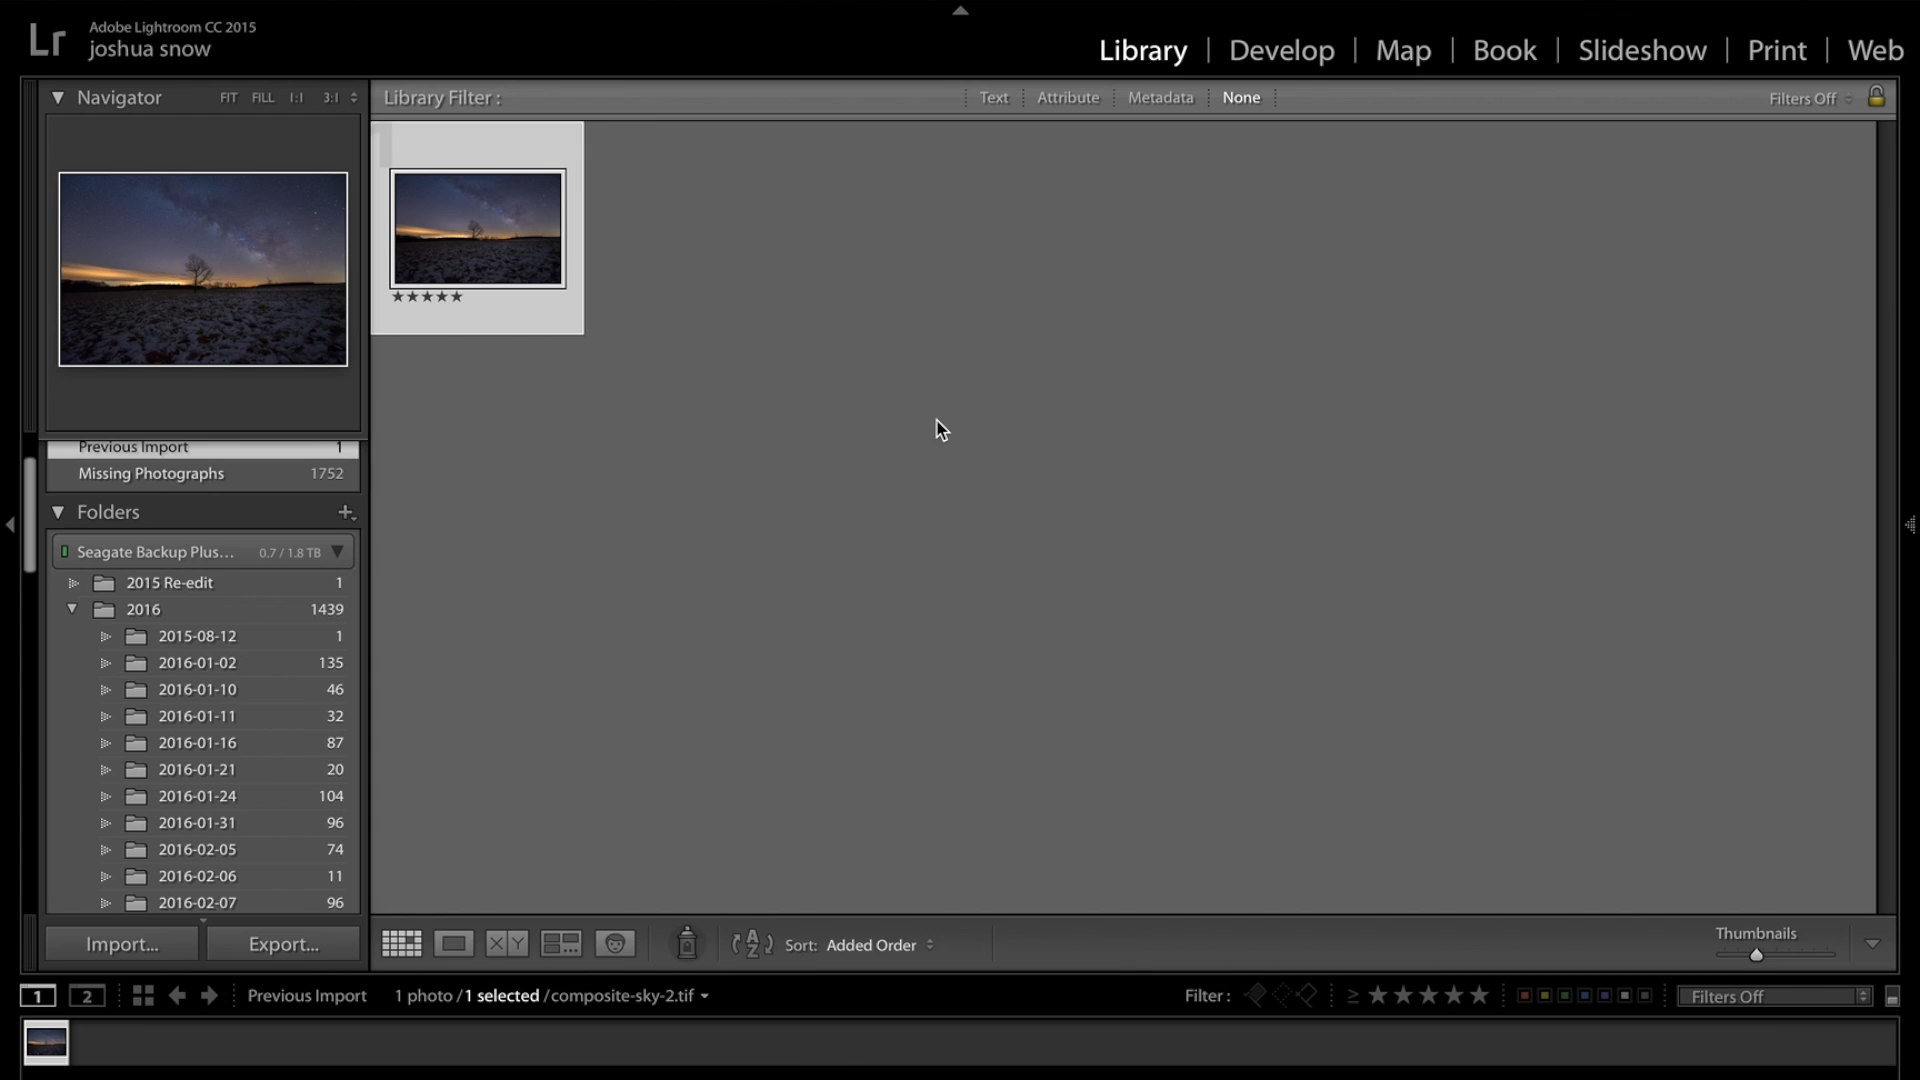 Lr
Adobe Lightroom CC 2015
joshua snow
Library | Develop | Map | Book | Slideshow | Print | Web
Navigator FIT FILL 1:1 3:1
Library Filter : Text Attribute Metadata None Filters Off
★★★★★
Previous Import 1
Missing Photographs 1752
Folders
Seagate Backup Plus... 0.7 / 1.8 TB
2015 Re-edit 1
2016 1439
2015-08-12 1
2016-01-02 135
2016-01-10 46
2016-01-11 32
2016-01-16 87
2016-01-21 20
2016-01-24 104
2016-01-31 96
2016-02-05 74
2016-02-06 11
2016-02-07 96
Import... Export...
X Y
A Z Sort: Added Order
Thumbnails
1 2 Previous Import 1 photo / 1 selected / composite-sky-2.tif
Filter : ≥ ★★★★★ Filters Off